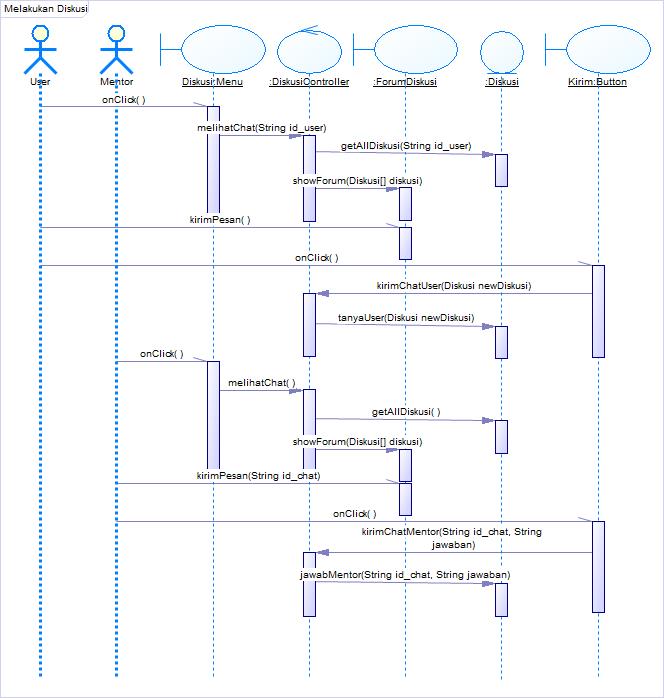 Melakukan Diskusi
User
Mentor
Diskusi:Menu
:DiskusiController
:ForumDiskusi
:Diskusi
Kirim:Button
onClick( )
melihatChat(String id_user)
getAllDiskusi(String id_user)
showForum(Diskusi[] diskusi)
kirimPesan( )
onClick( )
kirimChatUser(Diskusi newDiskusi)
tanyaUser(Diskusi newDiskusi)
onClick( )
melihatChat( )
getAllDiskusi( )
showForum(Diskusi[] diskusi)
kirimPesan(String id_chat)
onClick( )
kirimChatMentor(String id_chat, String
jawaban)
jawabMentor(String id_chat, String jawaban)